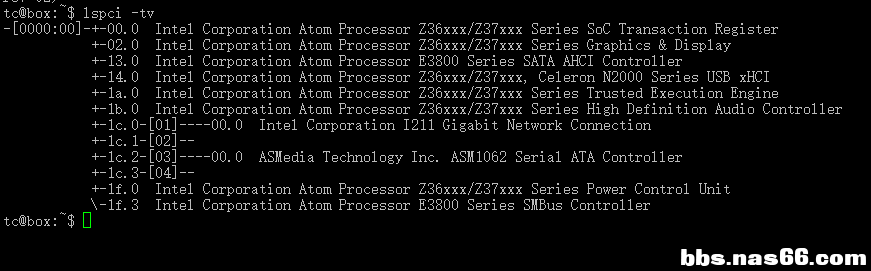 tc@box:~$ lspci -tv
-[0000:00]-+-00.0  Intel Corporation Atom Processor Z36xxx/Z37xxx Series SoC Transaction Register
           +-02.0  Intel Corporation Atom Processor Z36xxx/Z37xxx Series Graphics & Display
           +-13.0  Intel Corporation Atom Processor E3800 Series SATA AHCI Controller
           +-14.0  Intel Corporation Atom Processor Z36xxx/Z37xxx, Celeron N2000 Series USB xHCI
           +-1a.0  Intel Corporation Atom Processor Z36xxx/Z37xxx Series Trusted Execution Engine
           +-1b.0  Intel Corporation Atom Processor Z36xxx/Z37xxx Series High Definition Audio Controller
           +-1c.0-[01]----00.0  Intel Corporation I211 Gigabit Network Connection
           +-1c.1-[02]--
           +-1c.2-[03]----00.0  ASMedia Technology Inc. ASM1062 Serial ATA Controller
           +-1c.3-[04]--
           +-1f.0  Intel Corporation Atom Processor Z36xxx/Z37xxx Series Power Control Unit
           \-1f.3  Intel Corporation Atom Processor E3800 Series SMBus Controller
tc@box:~$
bbs.nas66.com